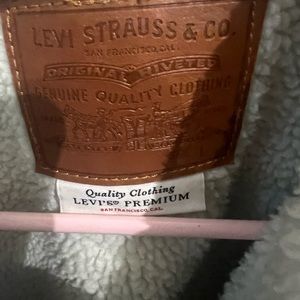 LEVI STRAUSS & CO.
SAN FRANCISCO, CAL.
ORIGINAL RIVETED
GENUINE QUALITY CLOTHING
Quality Clothing
LEVI'S® PREMIUM
SAN FRANCISCO, CAL.